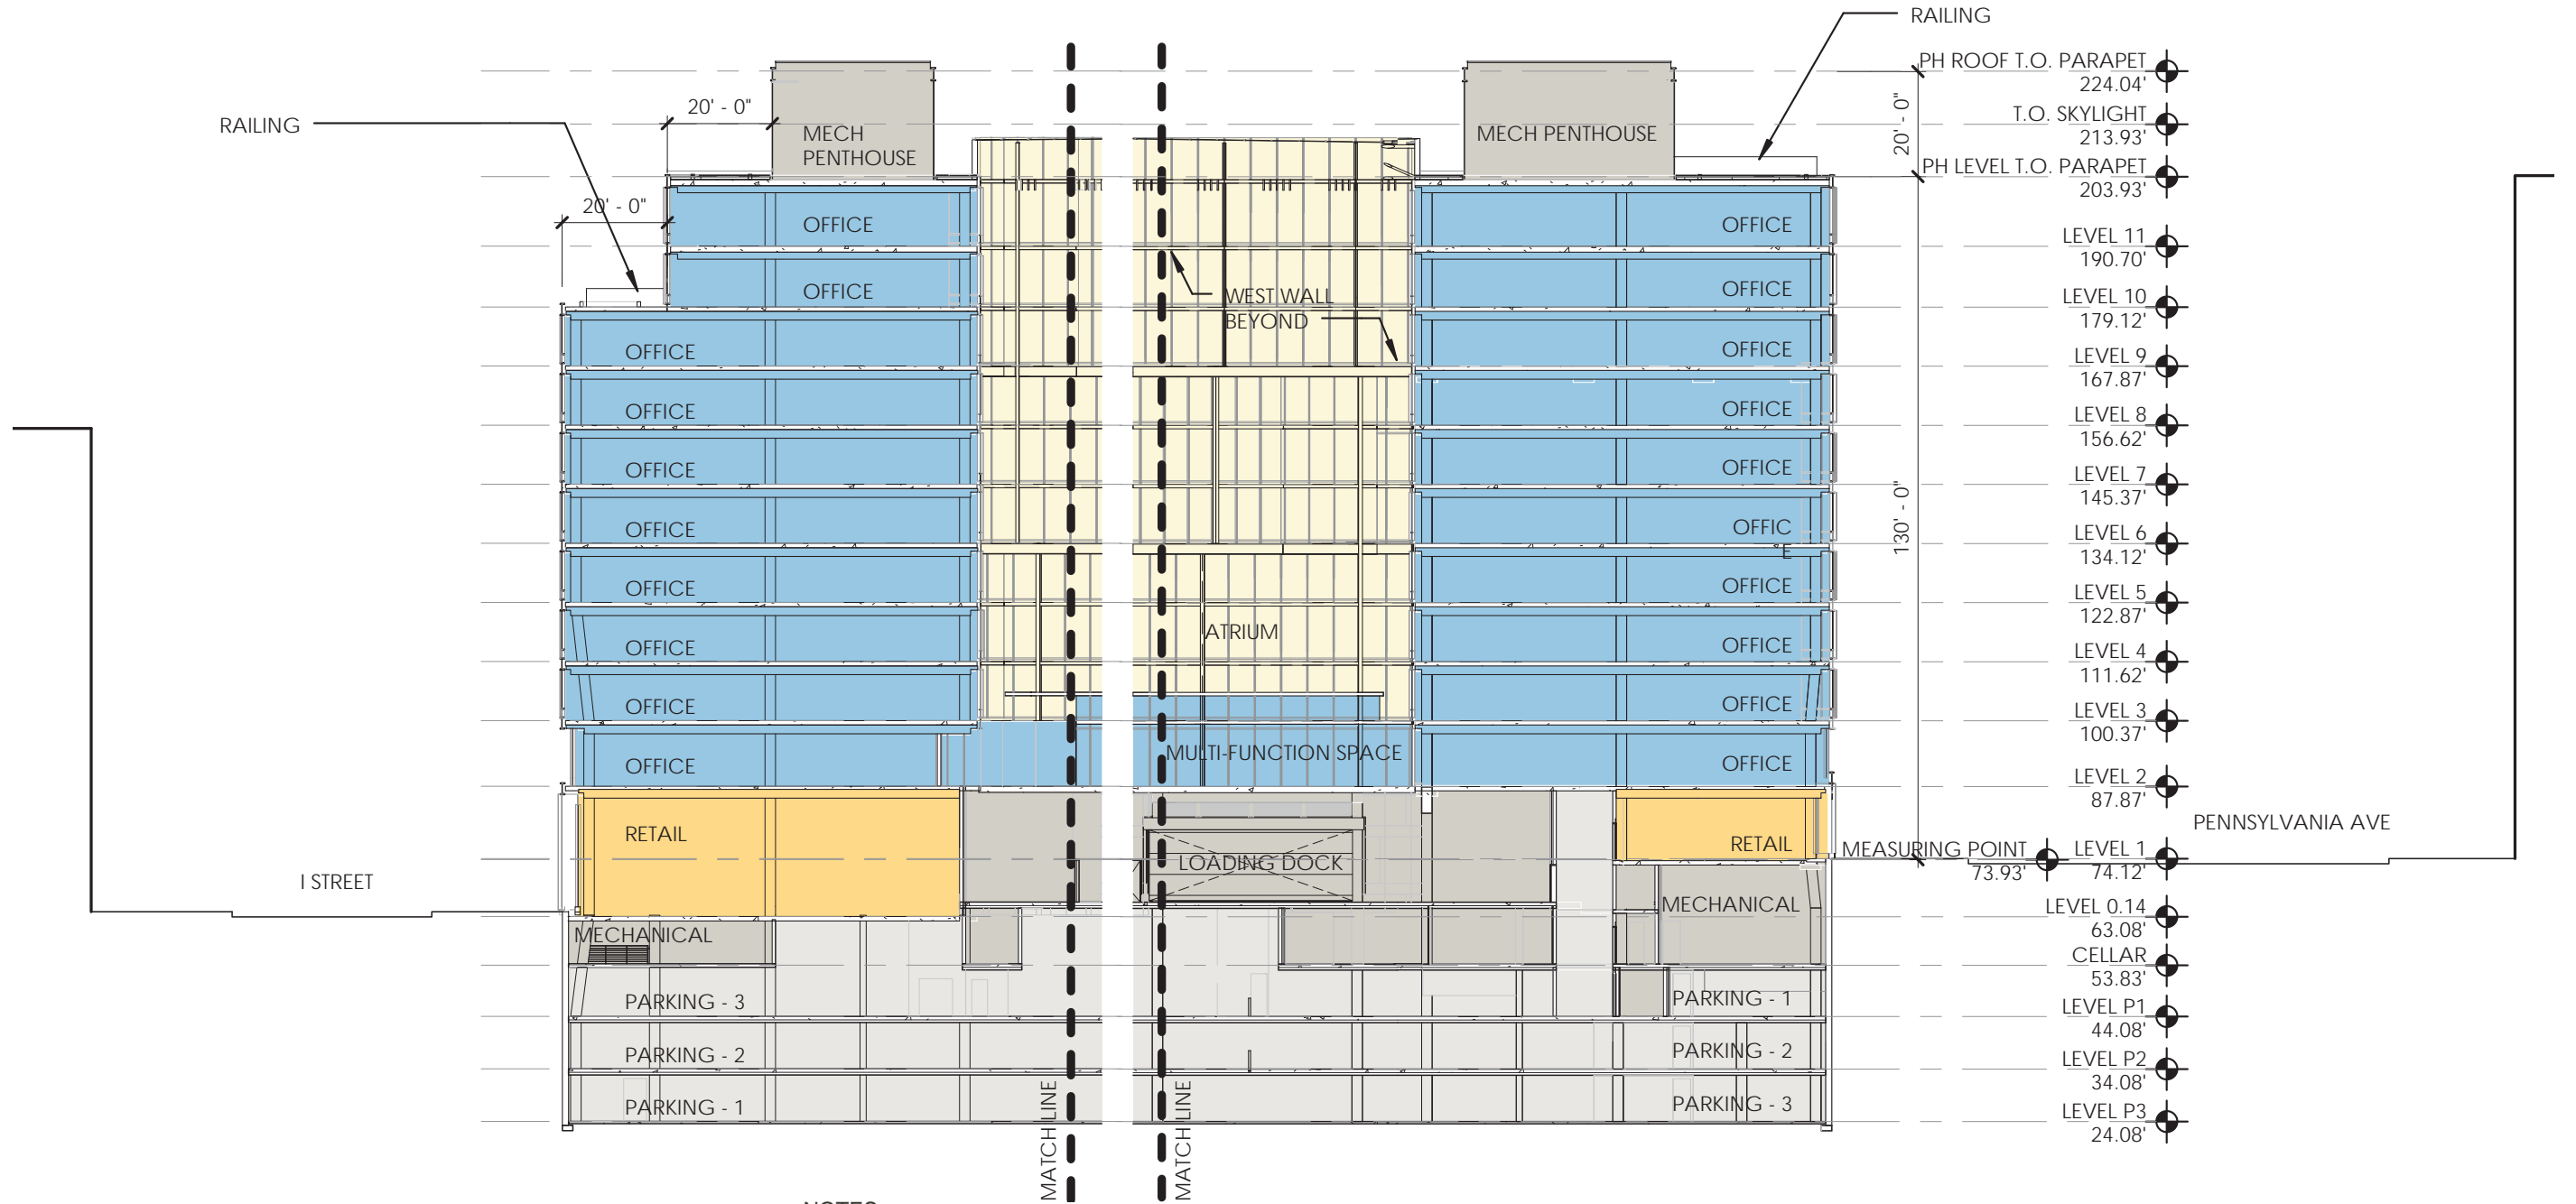 RAILING
PH ROOF T.O. PARAPET
224.04'
20' - 0"
RAILING
MECH
PENTHOUSE
MECH PENTHOUSE
T.O. SKYLIGHT
213.93'
20' - 0"
PH LEVEL T.O. PARAPET
203.93'
20' - 0"
OFFICE
OFFICE
LEVEL 11
190.70'
OFFICE
WEST WALL
BEYOND
OFFICE
LEVEL 10
179.12'
OFFICE
OFFICE
LEVEL 9
167.87'
OFFICE
OFFICE
LEVEL 8
156.62'
OFFICE
OFFICE
LEVEL 7
145.37'
OFFICE
OFFIC
E
130' - 0"
LEVEL 6
134.12'
OFFICE
OFFICE
LEVEL 5
122.87'
OFFICE
ATRIUM
OFFICE
LEVEL 4
111.62'
OFFICE
OFFICE
LEVEL 3
100.37'
OFFICE
MULTI-FUNCTION SPACE
OFFICE
LEVEL 2
87.87'
PENNSYLVANIA AVE
RETAIL
RETAIL
LOADING DOCK
MEASURING POINT
73.93'
LEVEL 1
74.12'
I STREET
MECHANICAL
MECHANICAL
LEVEL 0.14
63.08'
CELLAR
53.83'
PARKING - 3
PARKING - 1
LEVEL P1
44.08'
PARKING - 2
PARKING - 2
LEVEL P2
34.08'
PARKING - 1
PARKING - 3
LEVEL P3
24.08'
MATCH LINE
MATCH LINE
NOTES